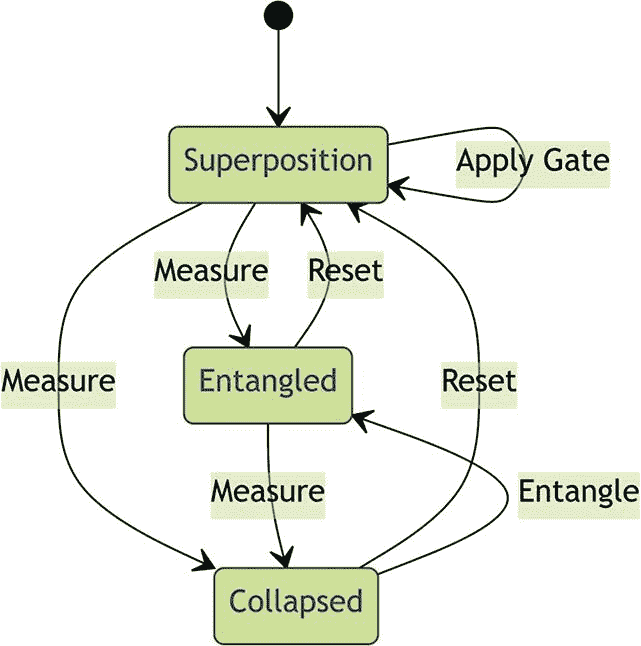 Superposition
Apply Gate
Measure
Reset
Measure
Entangled
Reset
Measure
Entangle
Collapsed